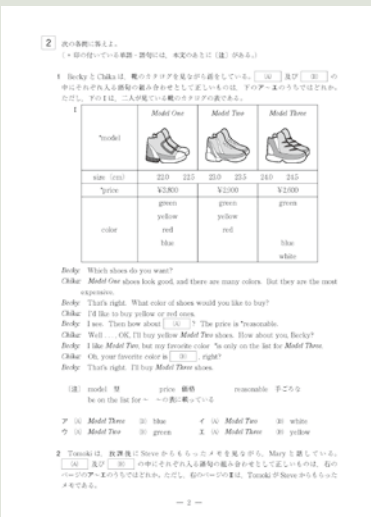 2 次の各問に答えよ。
(* 印の付いている単語・語句には、本文のあとに〔注〕がある。)
1 Becky と Chika は、靴のカタログを見ながら話をしている。 (A) 及び (B) の
中にそれぞれ入る語句の組み合わせとして正しいものは、下のア~エのうちではどれか。
ただし、下のIは、二人が見ている靴のカタログの表である。
I
*model Model One Model Two Model Three
size (cm) 22.0 22.5 23.0 23.5 24.0 24.5
*price ¥2,800 ¥2,000 ¥2,000
color
green green green
yellow yellow
red red
blue blue
white
Becky: Which shoes do you want?
Chika: Model One shoes look good, and there are many colors. But they are the most
expensive.
Becky: That's right. What color of shoes would you like to buy?
Chika: I'd like to buy yellow or red ones.
Becky: I see. Then how about (A) ? The price is *reasonable.
Chika: Well .... OK, I'll buy yellow Model Two shoes. How about you, Becky?
Becky: I like Model Two, but my favorite color *is only on the list for Model Three.
Chika: Oh, your favorite color is (B) , right?
Becky: That's right. I'll buy Model Three shoes.
〔注〕 model 型 price 価格 reasonable 手ごろな
be on the list for ~ ~の表に載っている
ア (A) Model Three (B) blue イ (A) Model Two (B) white
ウ (A) Model Two (B) green エ (A) Model Three (B) yellow
2 Tomoki は、放課後に Steve からもらったメモを見ながら、Mary と話している。
(A) 及び (B) の中にそれぞれ入る語句の組み合わせとして正しいものは、右の
ページのア~エのうちではどれか。ただし、右のページのIIは、Tomoki が Steve からもらった
メモである。
— 2 —